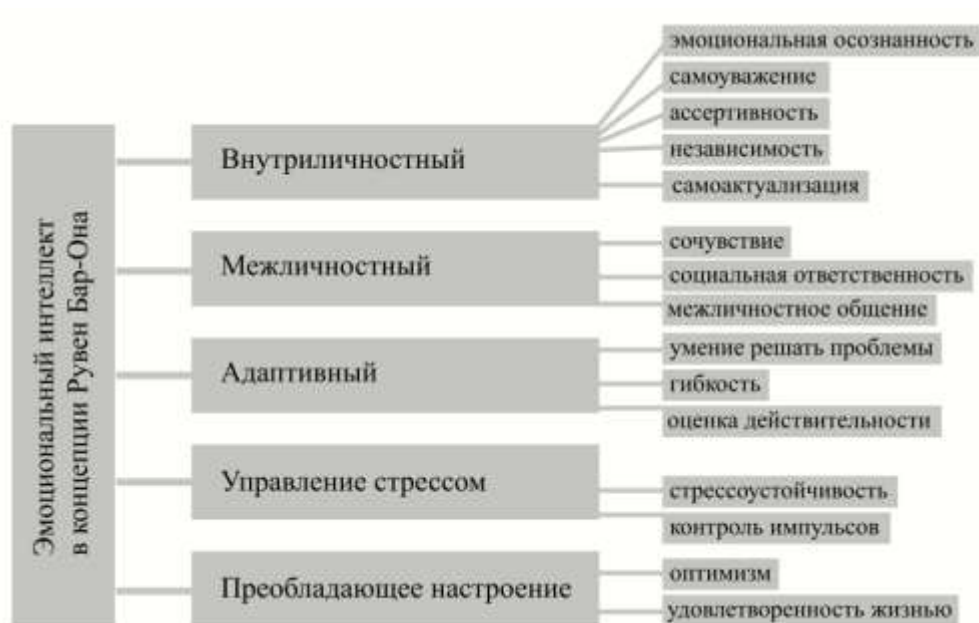 Эмоциональный интеллект
в концепции Рувен Бар-Она
Внутриличностный
эмоциональная осознанность
самоуважение
ассертивность
независимость
самоактуализация
Межличностный
сочувствие
социальная ответственность
межличностное общение
Адаптивный
умение решать проблемы
гибкость
оценка действительности
Управление стрессом
стрессоустойчивость
контроль импульсов
Преобладающее настроение
оптимизм
удовлетворенность жизнью